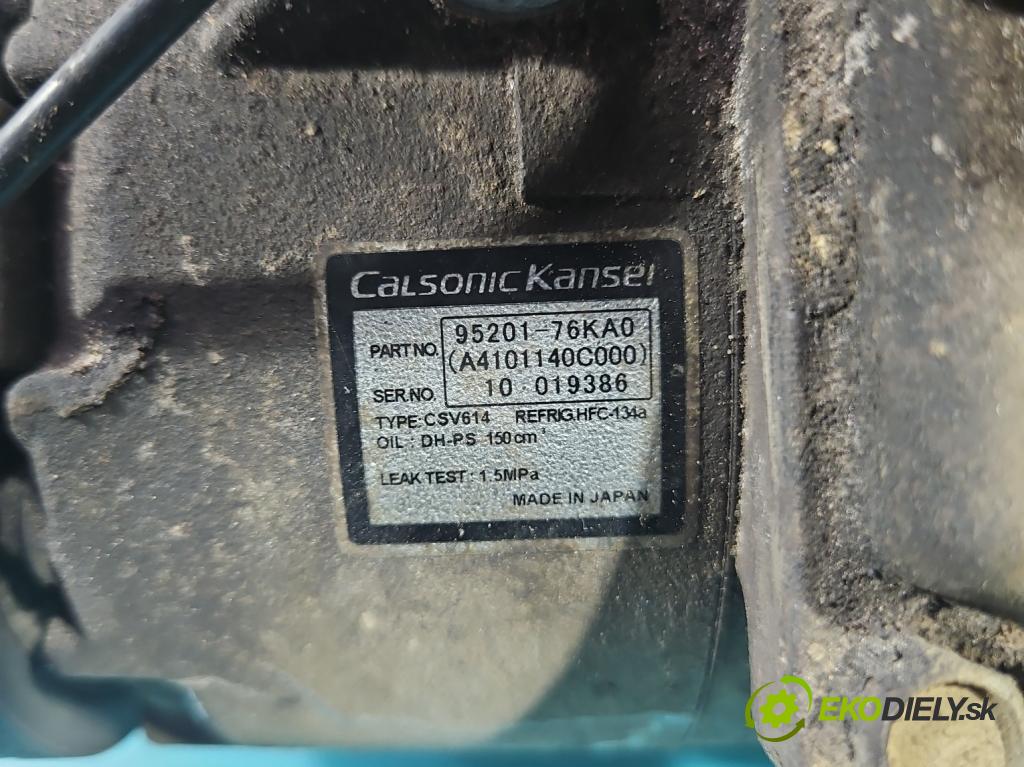 Calsonic Kansei
PART NO. 95201-76KA0
(A4101140C000)
SER.NO. 10 019386
TYPE: CSV614 REFRIG.HFC-134a
OIL : DH-PS 150cm³
LEAK TEST : 1.5MPa
MADE IN JAPAN
EKODIELY.sk